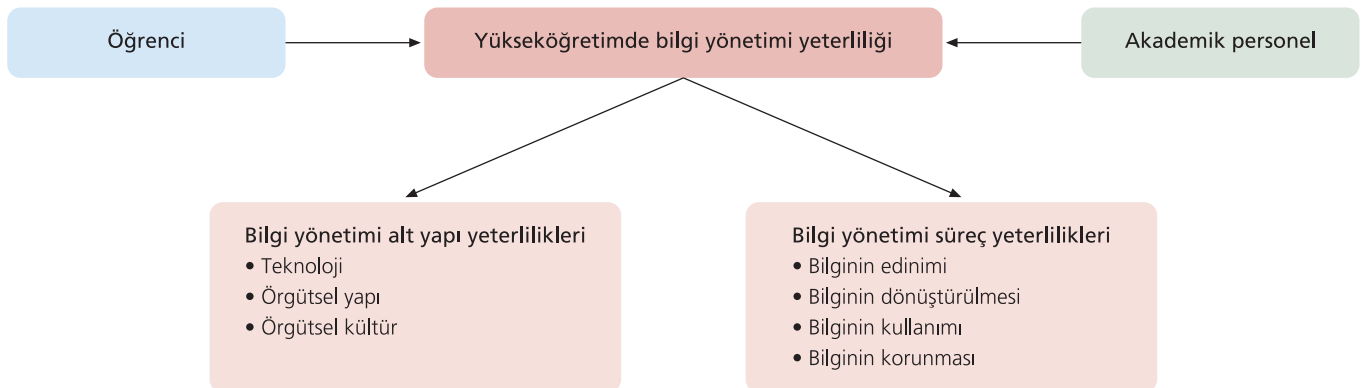 Öğrenci
Yükseköğretimde bilgi yönetimi yeterliliği
Akademik personel
Bilgi yönetimi alt yapı yeterlilikleri
• Teknoloji
• Örgütsel yapı
• Örgütsel kültür
Bilgi yönetimi süreç yeterlilikleri
• Bilginin edinimi
• Bilginin dönüştürülmesi
• Bilginin kullanımı
• Bilginin korunması